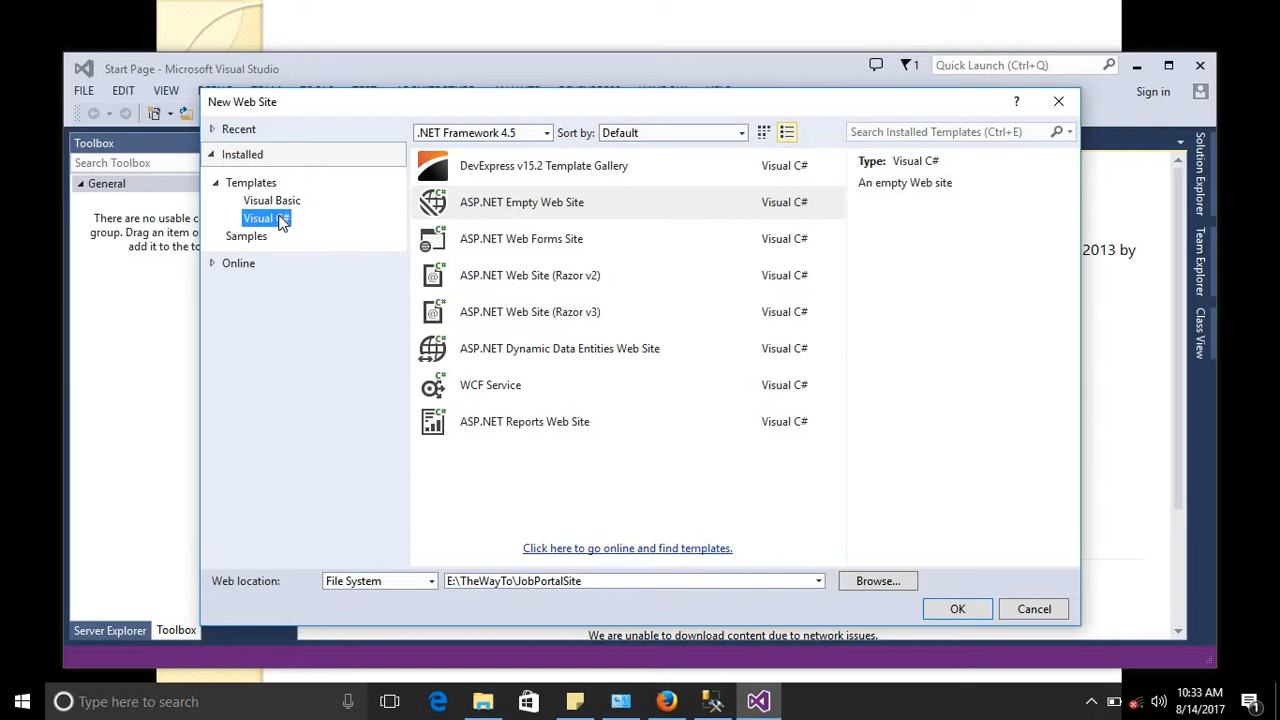 Start Page - Microsoft Visual Studio
1
Quick Launch (Ctrl+Q)
FILE EDIT VIEW
Sign in
New Web Site
?
Toolbox
Search Toolbox
General
There are no usable c
group. Drag an item o
add it to the to
Recent
Installed
Templates
Visual Basic
Visual C#
Samples
Online
.NET Framework 4.5
Sort by: Default
Search Installed Templates (Ctrl+E)
DevExpress v15.2 Template Gallery Visual C#
ASP.NET Empty Web Site Visual C#
ASP.NET Web Forms Site Visual C#
ASP.NET Web Site (Razor v2) Visual C#
ASP.NET Web Site (Razor v3) Visual C#
ASP.NET Dynamic Data Entities Web Site Visual C#
WCF Service Visual C#
ASP.NET Reports Web Site Visual C#
Type: Visual C#
An empty Web site
2013 by
Solution Explorer
Team Explorer
Class View
Click here to go online and find templates.
Web location: File System E:\TheWayTo\JobPortalSite Browse...
OK Cancel
Server Explorer Toolbox
We are unable to download content due to network issues.
Type here to search
10:33 AM
8/14/2017
1